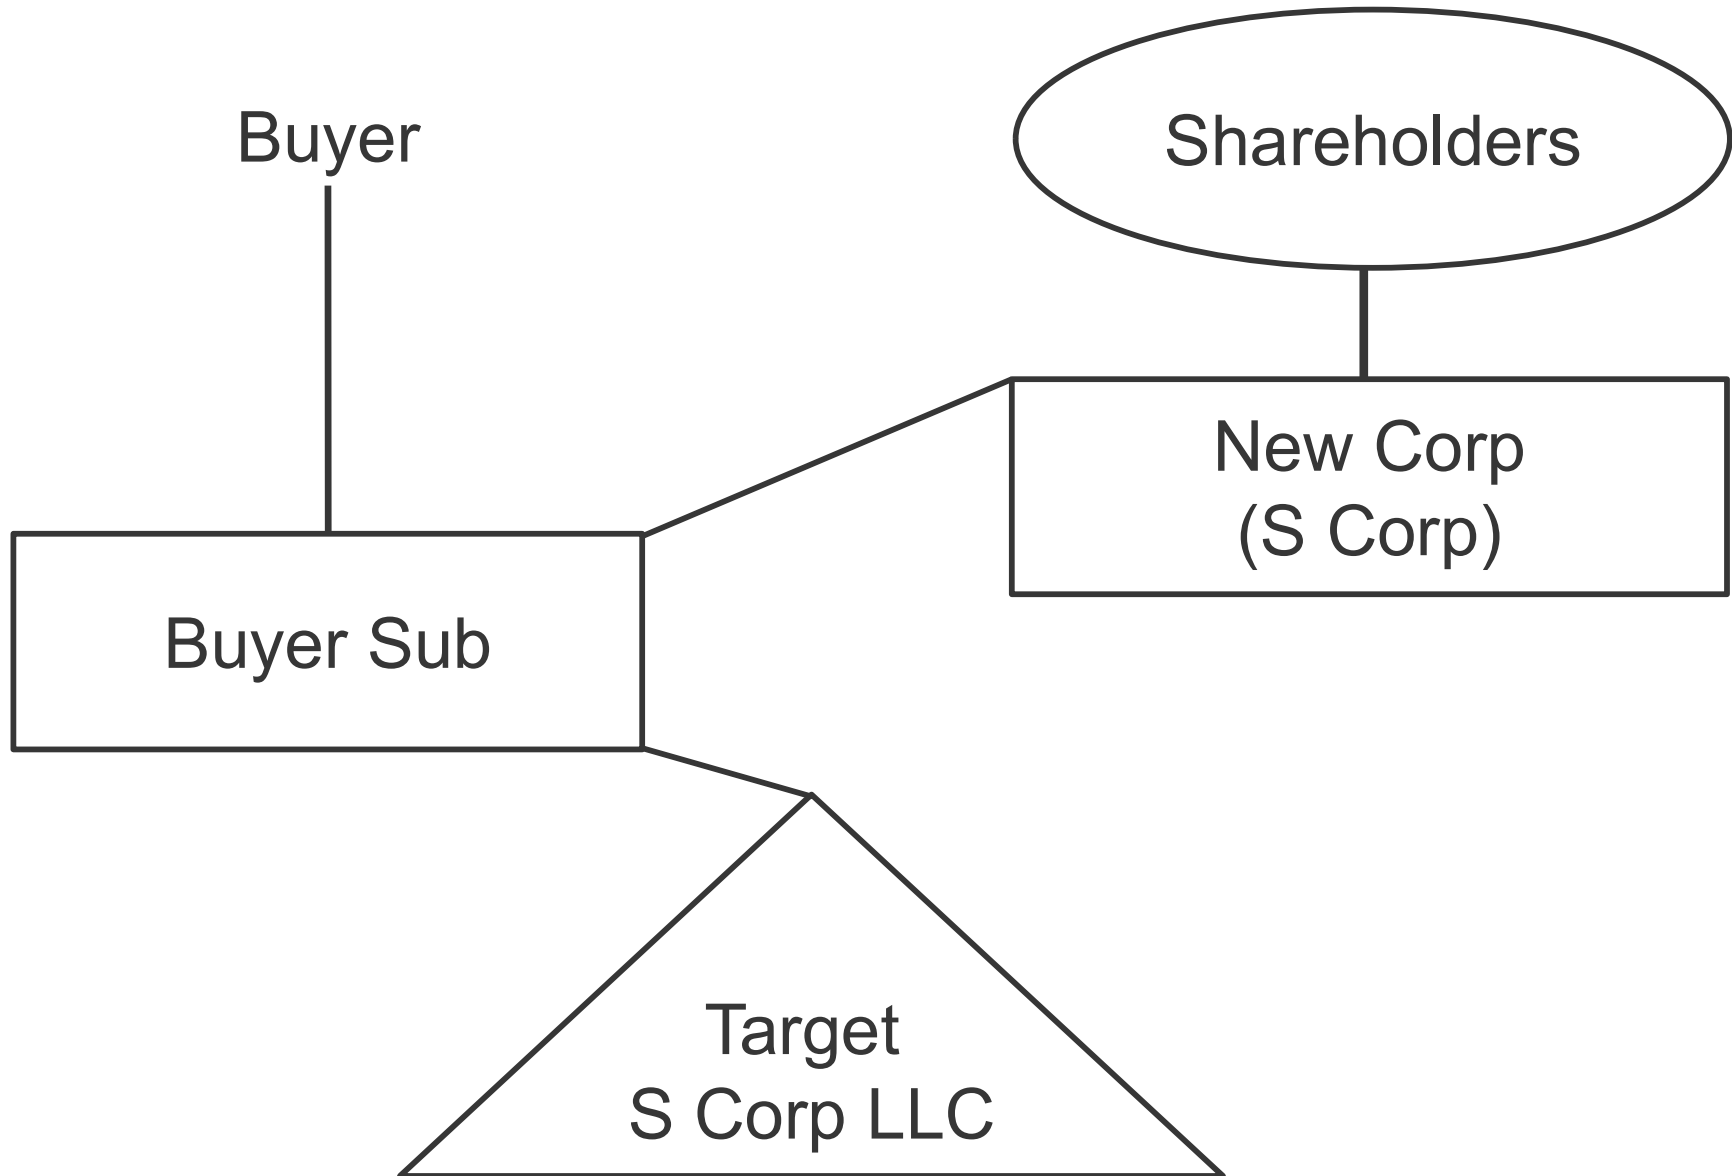 Buyer
Shareholders
New Corp
(S Corp)
Buyer Sub
Target
S Corp LLC